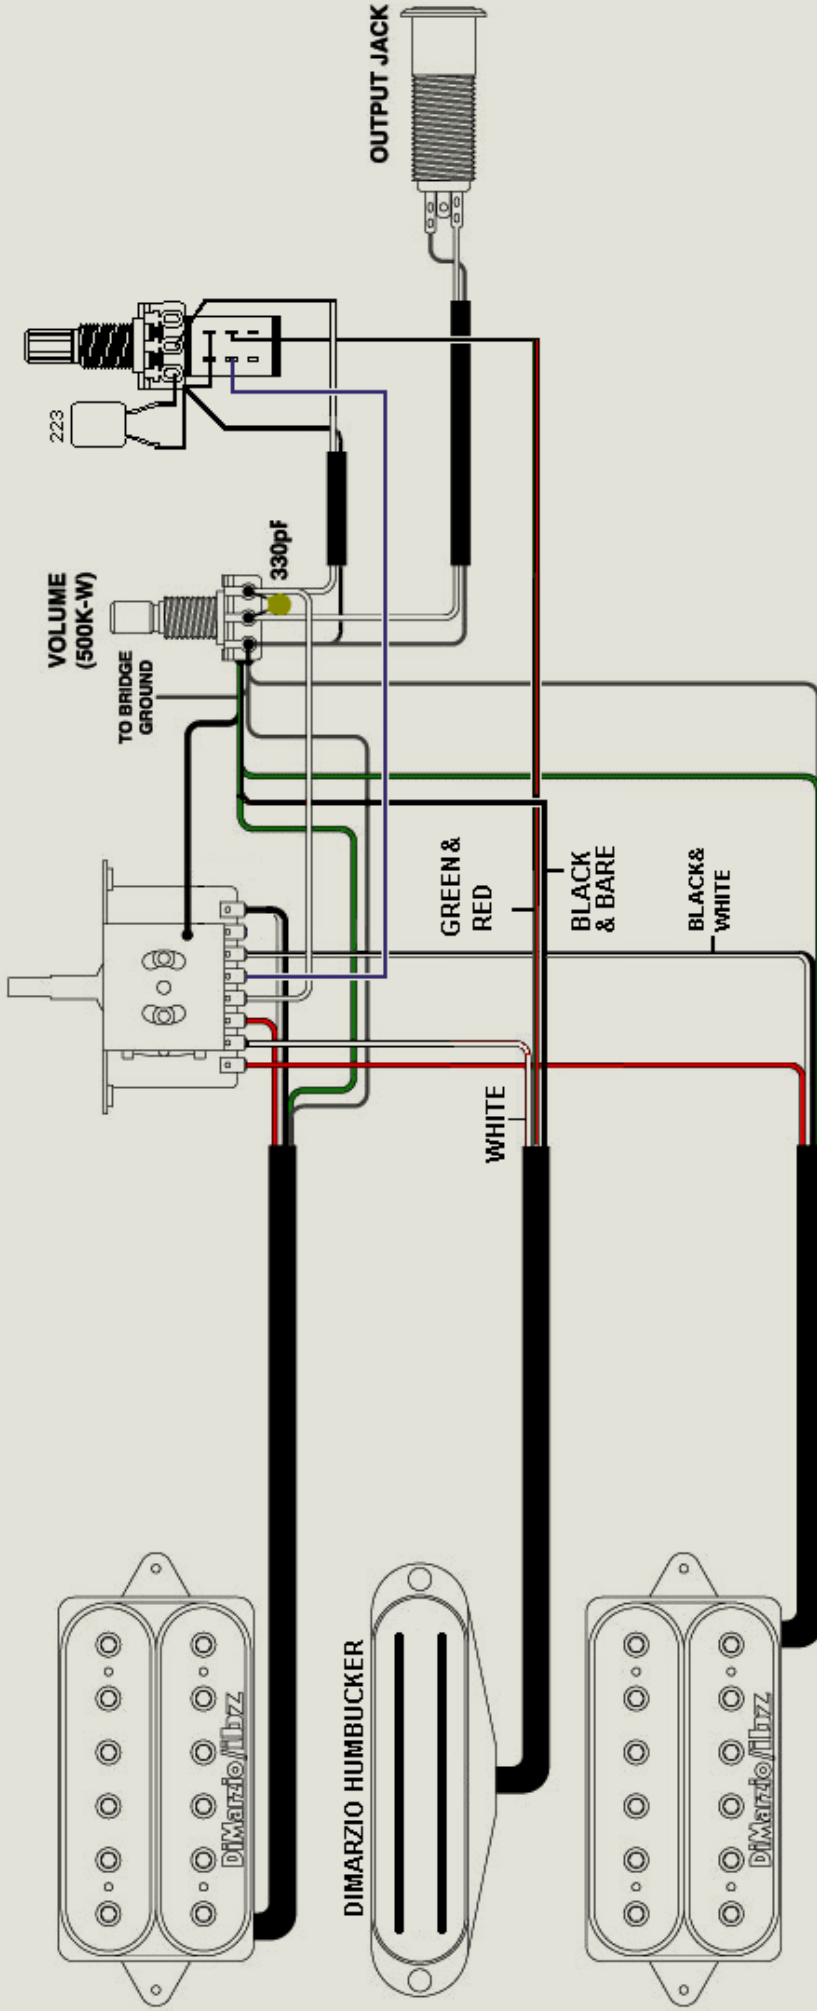 OUTPUT JACK
223
330pF
VOLUME
(500K-W)
TO BRIDGE
GROUND
GREEN&
RED
BLACK
& BARE
BLACK&
WHITE
WHITE
DiMarzio/ibz
DIMARZIO HUMBUCKER
DiMarzio/ibz